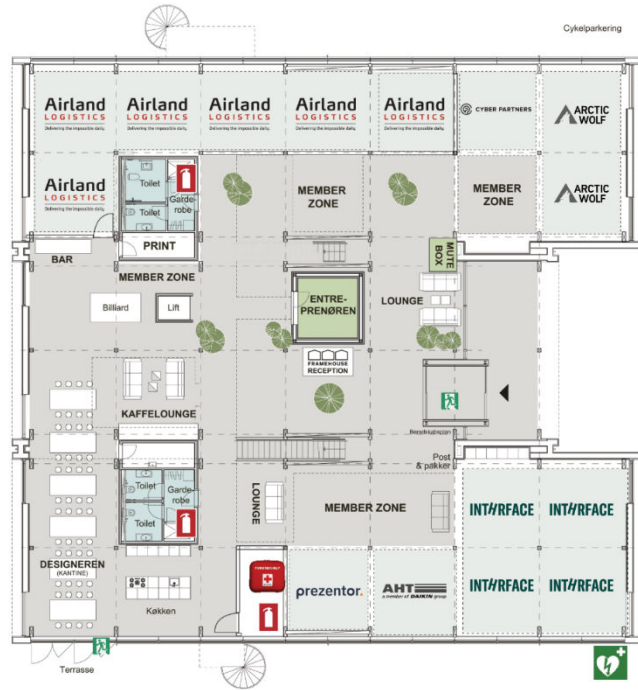 Cykelparkering
Airland
LOGISTICS
Delivering the impossible daily.
Airland
LOGISTICS
Delivering the impossible daily.
Airland
LOGISTICS
Delivering the impossible daily.
Airland
LOGISTICS
Delivering the impossible daily.
Airland
LOGISTICS
Delivering the impossible daily.
CYBER PARTNERS
ARCTIC
WOLF
Airland
LOGISTICS
Delivering the impossible daily.
Toilet
Toilet
Garde-
robe
MEMBER
ZONE
MEMBER
ZONE
ARCTIC
WOLF
PRINT
BAR
MEMBER ZONE
MUTE
BOX
Billiard
Lift
ENTRE-
PRENØREN
LOUNGE
FRAMEHOUSE
RECEPTION
KAFFELOUNGE
Post
& pakker
Toilet
Toilet
Garde-
robe
LOUNGE
MEMBER ZONE
INTERFACE
INTERFACE
DESIGNEREN
(KANTINE)
Køkken
prezentor.
AHT
a member of DAIKIN group
INTERFACE
INTERFACE
Terrasse